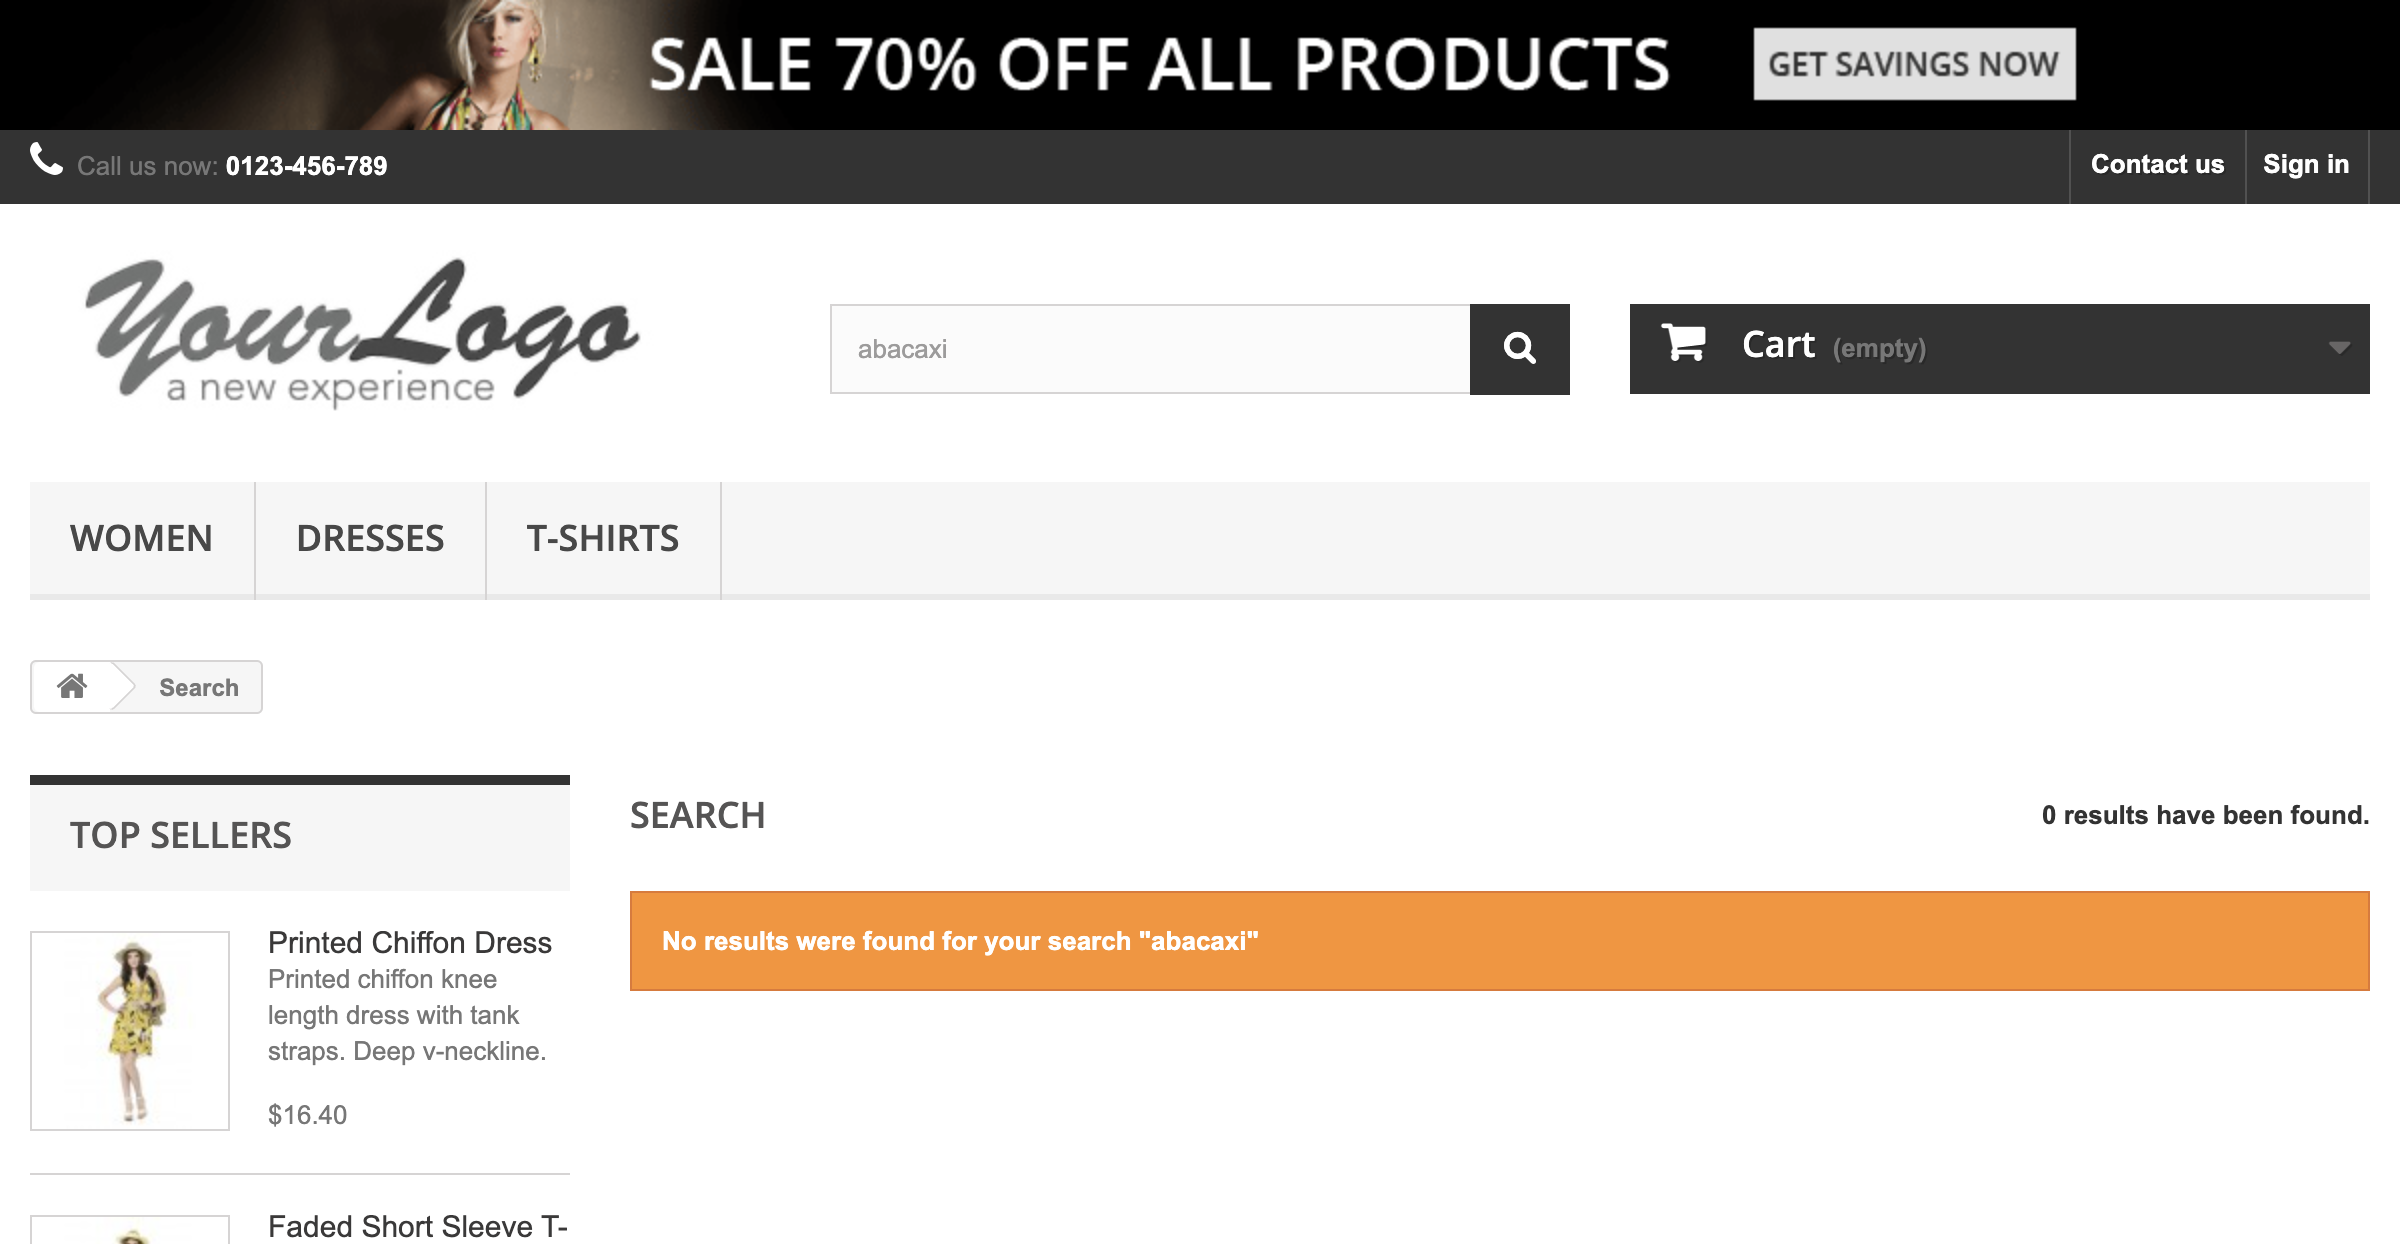 SALE 70% OFF ALL PRODUCTS
GET SAVINGS NOW
Call us now: 0123-456-789
Contact us
Sign in
YourLogo
a new experience
abacaxi
Cart (empty)
WOMEN
DRESSES
T-SHIRTS
Search
TOP SELLERS
Printed Chiffon Dress
Printed chiffon knee
length dress with tank
straps. Deep v-neckline.
$16.40
Faded Short Sleeve T-
SEARCH
0 results have been found.
No results were found for your search "abacaxi"